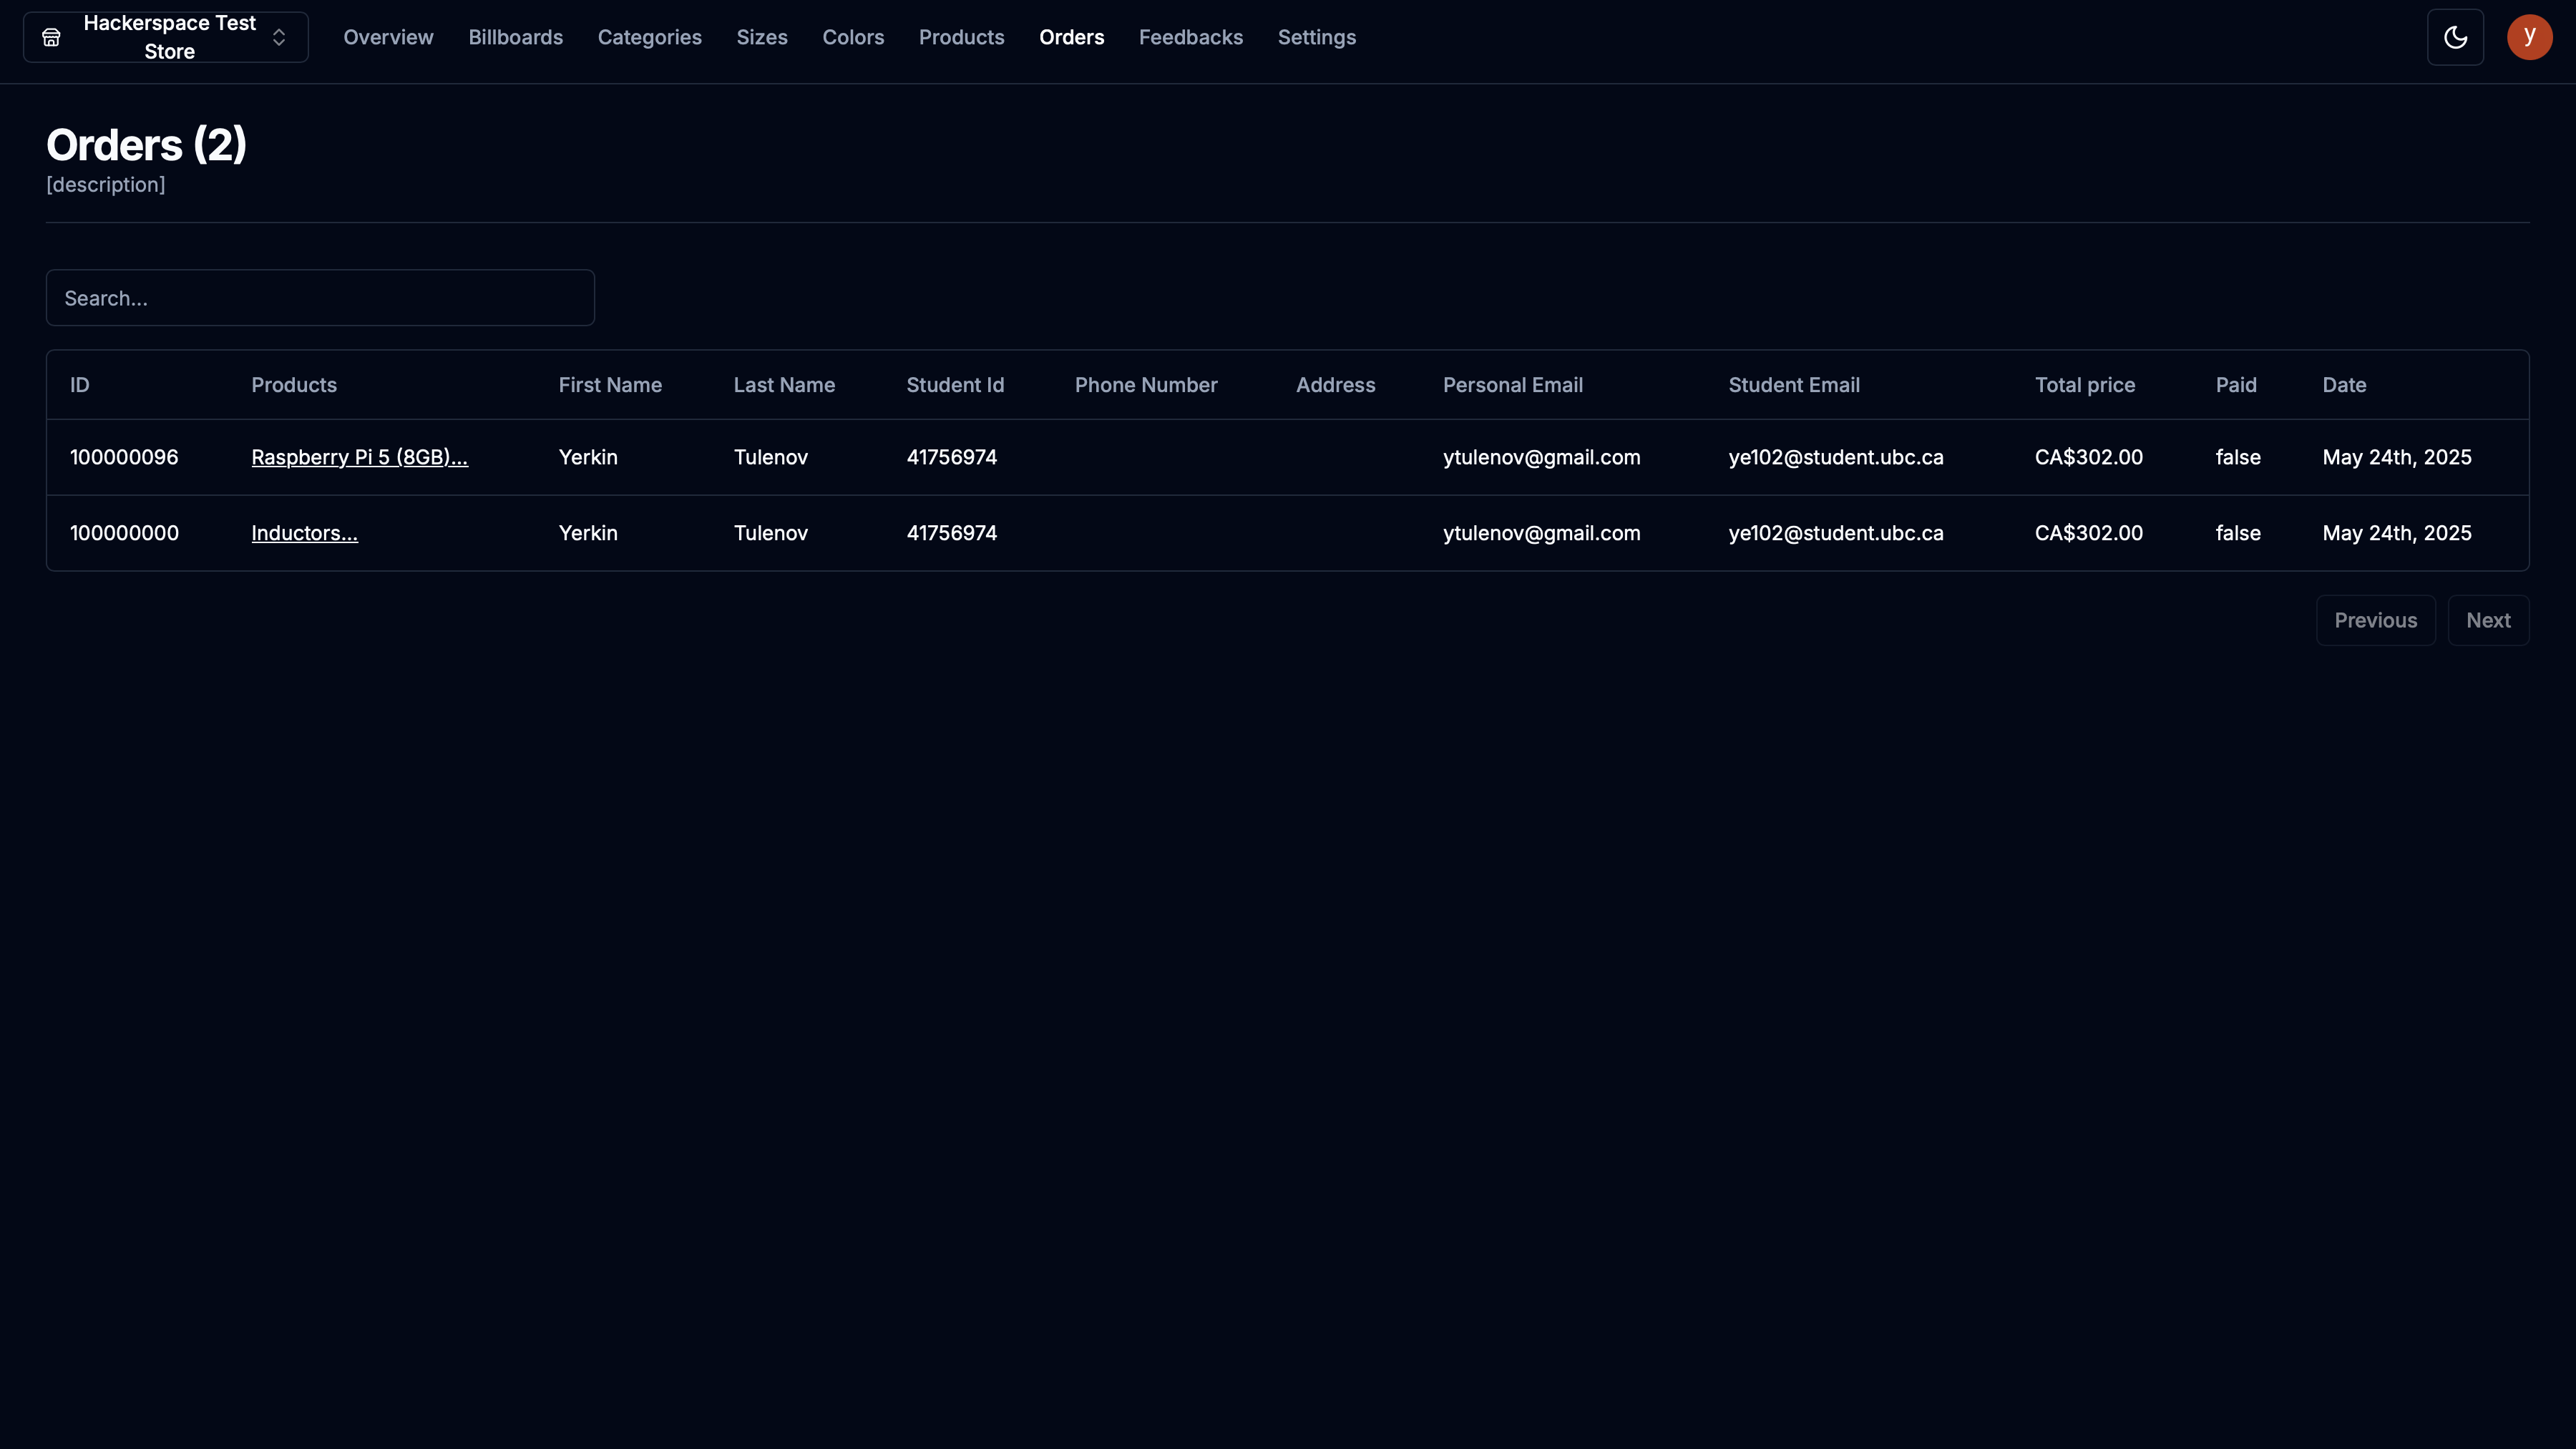 Hackerspace Test
Store
Overview Billboards Categories Sizes Colors Products Orders Feedbacks Settings
y
Orders (2)
[description]
Search...
ID Products First Name Last Name Student Id Phone Number Address Personal Email Student Email Total price Paid Date
100000096 Raspberry Pi 5 (8GB)... Yerkin Tulenov 41756974 ytulenov@gmail.com ye102@student.ubc.ca CA$302.00 false May 24th, 2025
100000000 Inductors... Yerkin Tulenov 41756974 ytulenov@gmail.com ye102@student.ubc.ca CA$302.00 false May 24th, 2025
Previous Next